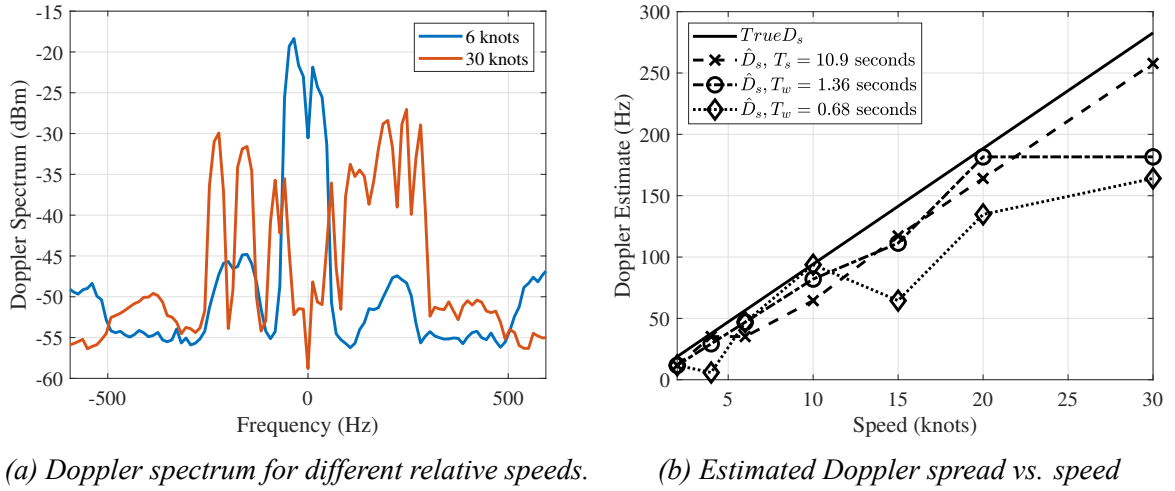 -15
-20
-25
-30
-35
-40
-45
-50
-55
-60
Doppler Spectrum (dBm)
6 knots
30 knots
-500 0 500
Frequency (Hz)
(a) Doppler spectrum for different relative speeds.
300
250
200
150
100
50
0
Doppler Estimate (Hz)
TrueD_s
D̂_s, T_s = 10.9 seconds
D̂_s, T_w = 1.36 seconds
D̂_s, T_w = 0.68 seconds
5 10 15 20 25 30
Speed (knots)
(b) Estimated Doppler spread vs. speed